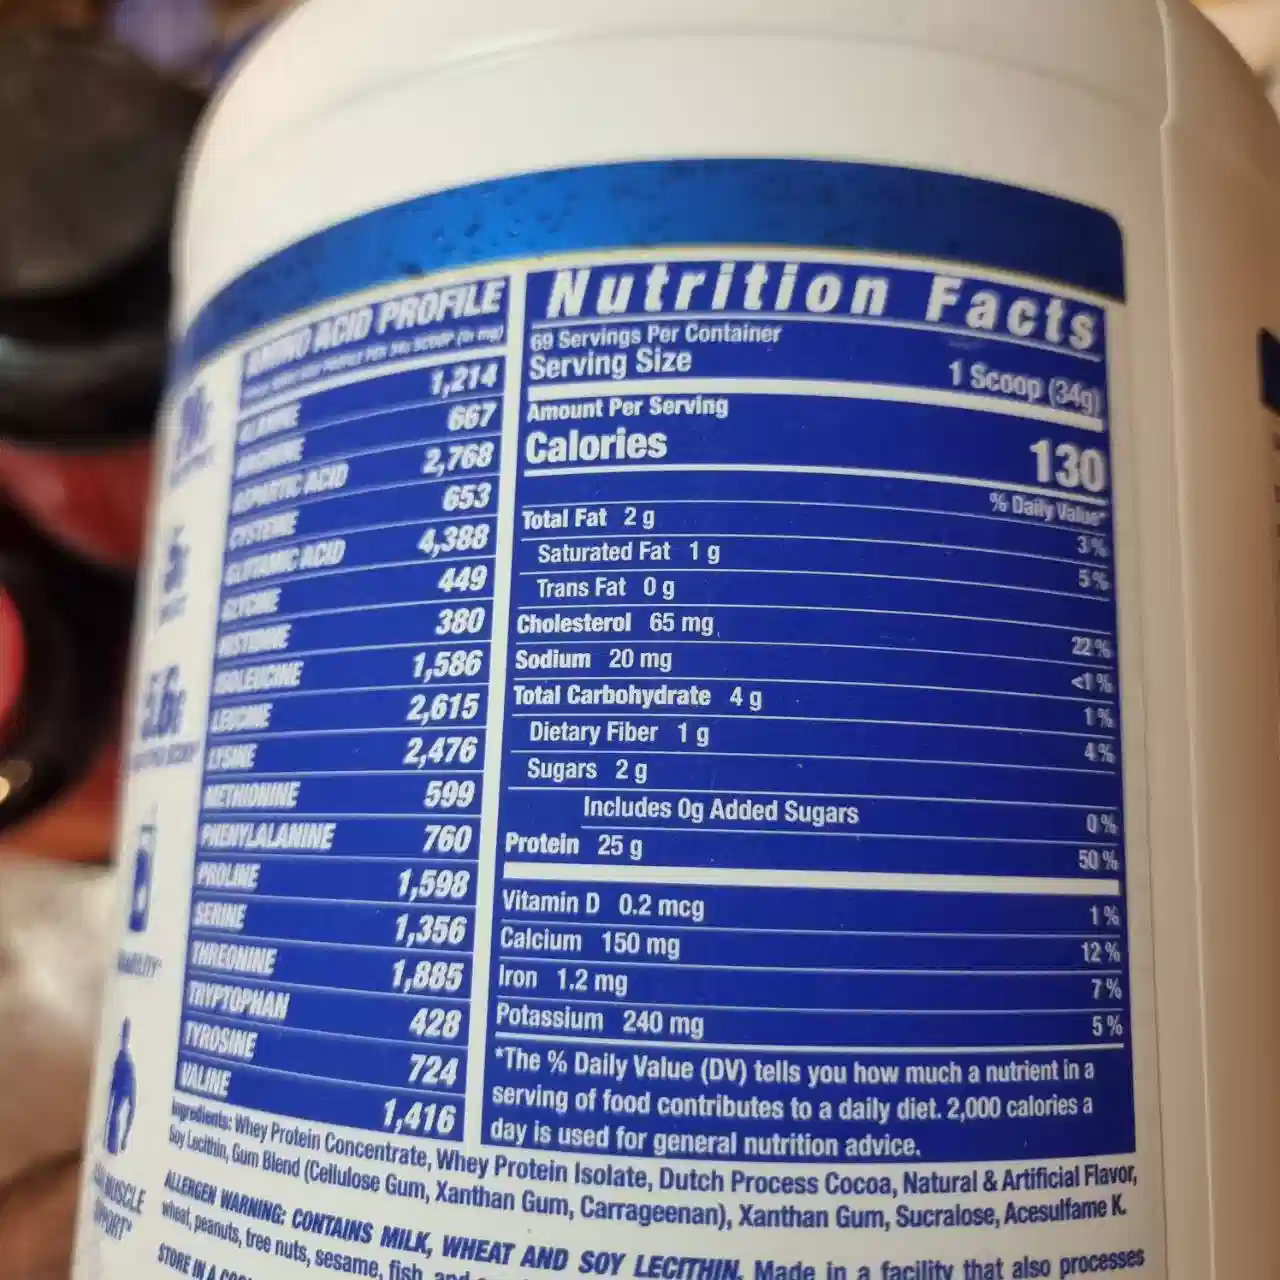 AMINO ACID PROFILE
1,214
667
ASPARTIC ACID 2,768
CYSTEINE 653
GLUTAMIC ACID 4,388
GLYCINE 449
HISTIDINE 380
ISOLEUCINE 1,586
LEUCINE 2,615
LYSINE 2,476
METHIONINE 599
PHENYLALANINE 760
PROLINE 1,598
SERINE 1,356
THREONINE 1,885
TRYPTOPHAN 428
TYROSINE 724
VALINE 1,416
Nutrition Facts
69 Servings Per Container
Serving Size 1 Scoop (34g)
Amount Per Serving
Calories 130
% Daily Value*
Total Fat 2 g 3%
Saturated Fat 1 g 5%
Trans Fat 0 g
Cholesterol 65 mg 22%
Sodium 20 mg <1%
Total Carbohydrate 4 g 1%
Dietary Fiber 1 g 4%
Sugars 2 g
Includes 0g Added Sugars 0%
Protein 25 g 50%
Vitamin D 0.2 mcg 1%
Calcium 150 mg 12%
Iron 1.2 mg 7%
Potassium 240 mg 5%
*The % Daily Value (DV) tells you how much a nutrient in a
serving of food contributes to a daily diet. 2,000 calories a
day is used for general nutrition advice.
Ingredients: Whey Protein Concentrate, Whey Protein Isolate, Dutch Process Cocoa, Natural & Artificial Flavor,
Soy Lecithin, Gum Blend (Cellulose Gum, Xanthan Gum, Carrageenan), Xanthan Gum, Sucralose, Acesulfame K.
ALLERGEN WARNING: CONTAINS MILK, WHEAT AND SOY LECITHIN. Made in a facility that also processes
wheat, peanuts, tree nuts, sesame, fish, and
STORE IN A
MUSCLE